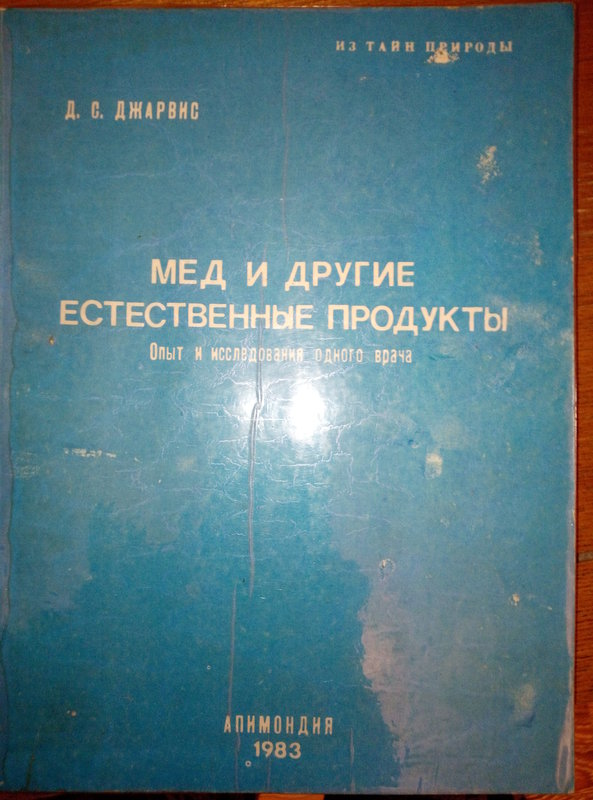 ИЗ ТАЙН ПРИРОДЫ
Д. С. ДЖАРВИС
МЕД И ДРУГИЕ
ЕСТЕСТВЕННЫЕ ПРОДУКТЫ
Опыт и исследования одного врача
АПИМОНДИЯ
1983